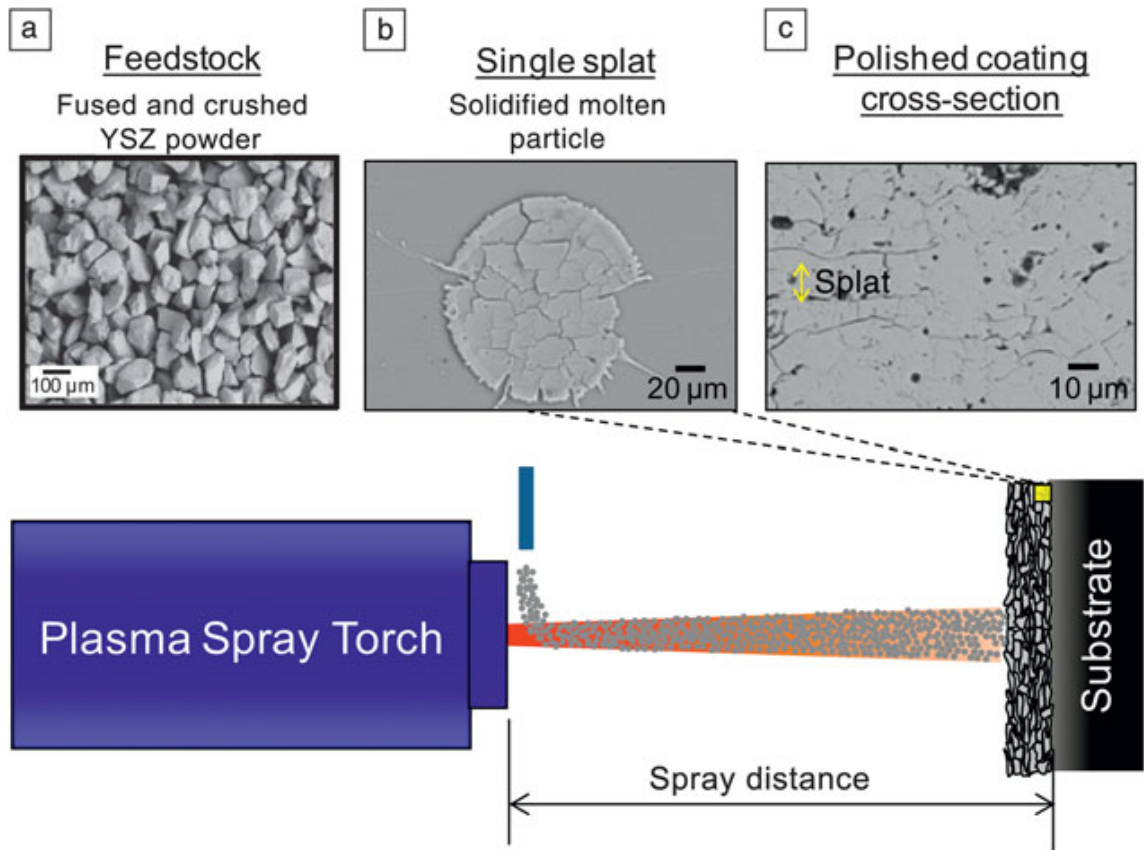 a
Feedstock
Fused and crushed
YSZ powder
100 µm
b
Single splat
Solidified molten
particle
20 µm
c
Polished coating
cross-section
Splat
10 µm
Plasma Spray Torch
Substrate
Spray distance